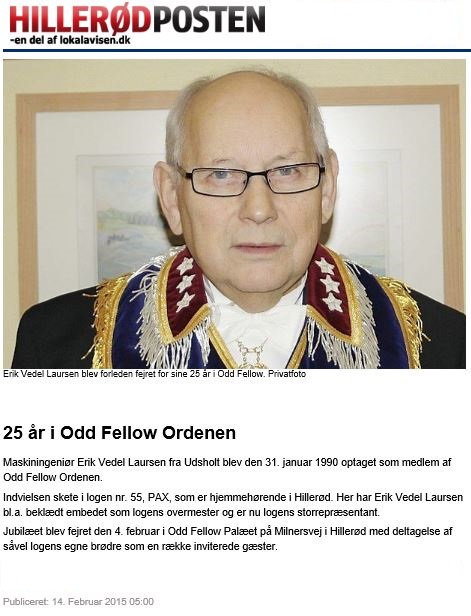 HILLERØDPOSTEN
-en del af lokalavisen.dk
Erik Vedel Laursen blev forleden fejret for sine 25 år i Odd Fellow. Privatfoto
25 år i Odd Fellow Ordenen
Maskiningeniør Erik Vedel Laursen fra Udsholt blev den 31. januar 1990 optaget som medlem af
Odd Fellow Ordenen.
Indvielsen skete i logen nr. 55, PAX, som er hjemmehørende i Hillerød. Her har Erik Vedel Laursen
bl.a. beklædt embedet som logens overmester og er nu logens storrepræsentant.
Jubilæet blev fejret den 4. februar i Odd Fellow Palæet på Milnersvej i Hillerød med deltagelse af
såvel logens egne brødre som en række inviterede gæster.
Publiceret: 14. Februar 2015 05:00